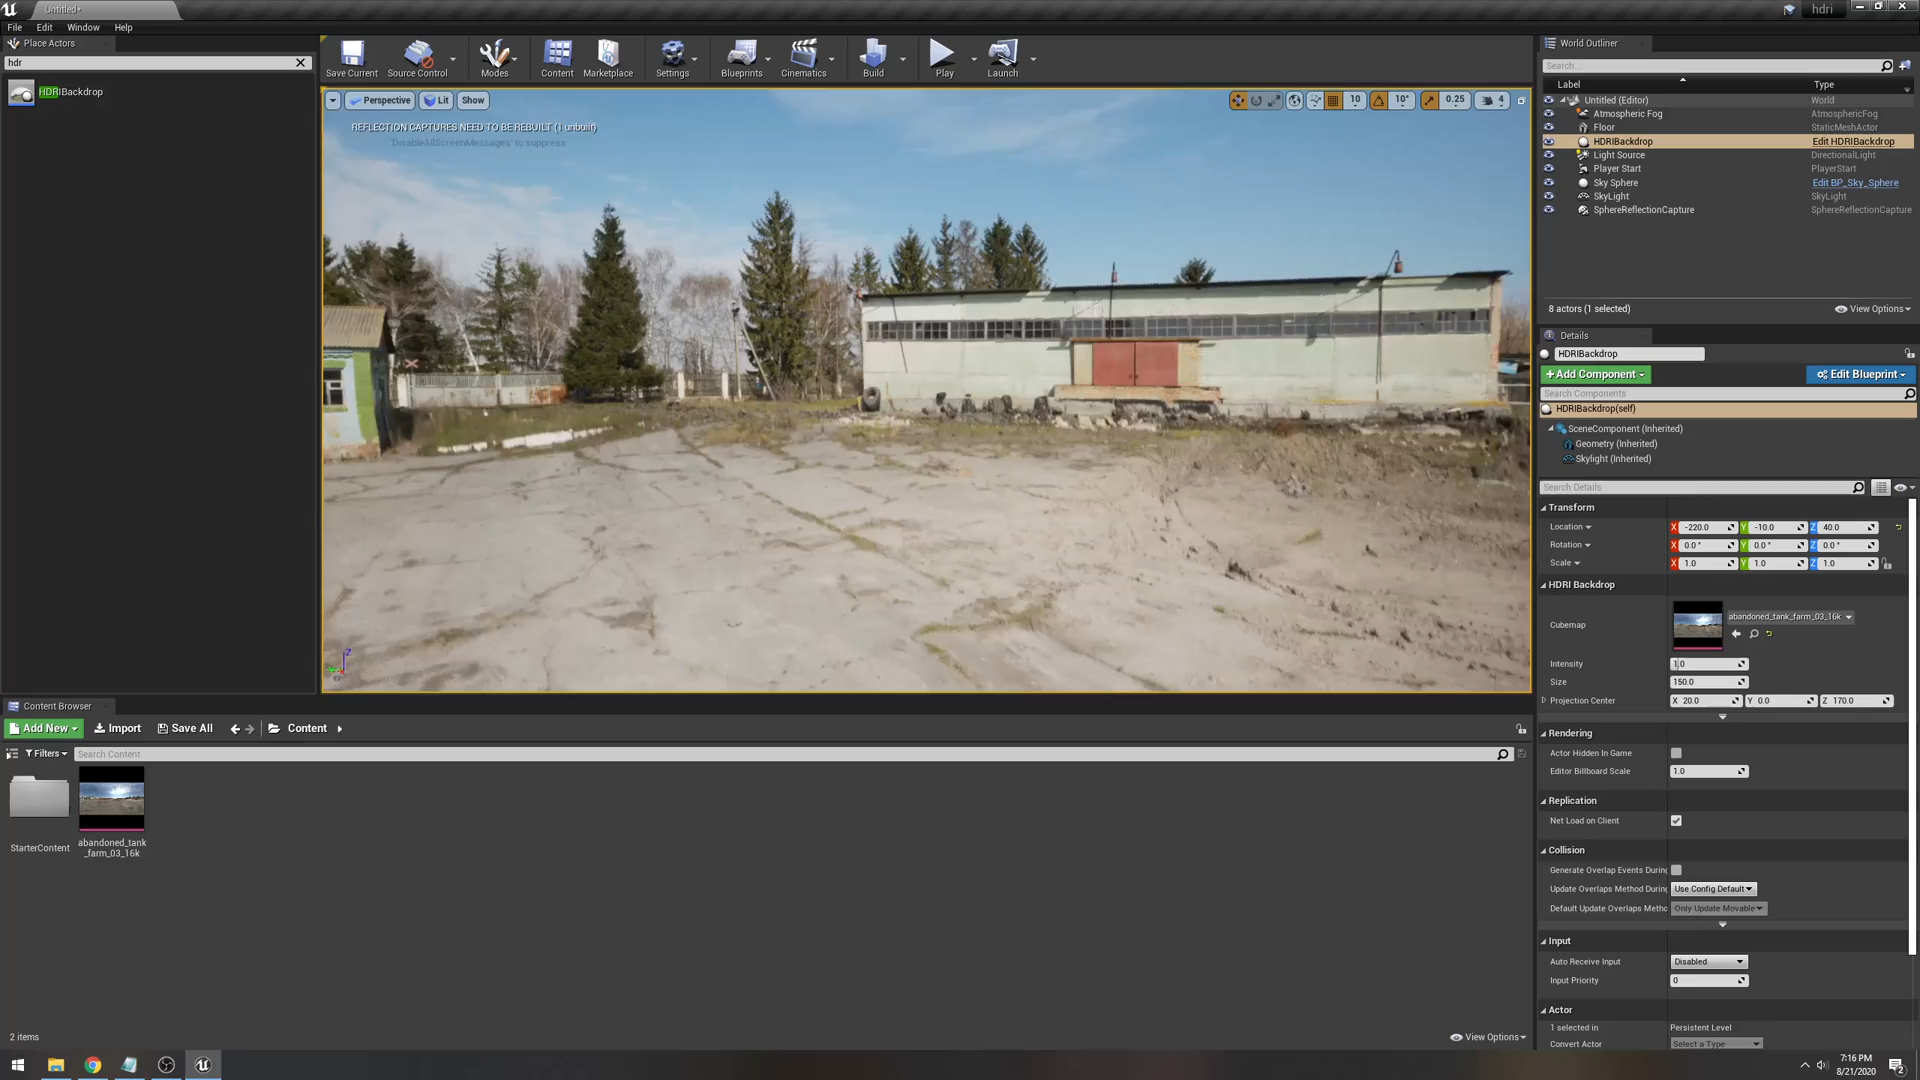 Untitled*
hdri
File Edit Window Help
Place Actors
hdr
HDRIBackdrop
Save Current
Source Control
Modes
Content
Marketplace
Settings
Blueprints
Cinematics
Build
Play
Launch
Perspective
Lit
Show
10
10°
0.25
4
REFLECTION CAPTURES NEED TO BE REBUILT (1 unbuilt)
'DisableAllScreenMessages' to suppress
Z
World Outliner
Search...
Label Type
Untitled (Editor) World
Atmospheric Fog AtmosphericFog
Floor StaticMeshActor
HDRIBackdrop Edit HDRIBackdrop
Light Source DirectionalLight
Player Start PlayerStart
Sky Sphere Edit BP_Sky_Sphere
SkyLight SkyLight
SphereReflectionCapture SphereReflectionCapture
8 actors (1 selected) View Options
Details
HDRIBackdrop
+Add Component Edit Blueprint
Search Components
HDRIBackdrop(self)
SceneComponent (Inherited)
Geometry (Inherited)
Skylight (Inherited)
Search Details
Transform
Location X -220.0 Y -10.0 Z 40.0
Rotation X 0.0 ° Y 0.0 ° Z 0.0 °
Scale X 1.0 Y 1.0 Z 1.0
HDRI Backdrop
Cubemap abandoned_tank_farm_03_16k
Intensity 1.0
Size 150.0
Projection Center X 20.0 Y 0.0 Z 170.0
Rendering
Actor Hidden In Game
Editor Billboard Scale 1.0
Replication
Net Load on Client
Collision
Generate Overlap Events During
Update Overlaps Method During Use Config Default
Default Update Overlaps Metho Only Update Movable
Input
Auto Receive Input Disabled
Input Priority 0
Actor
1 selected in Persistent Level
Convert Actor Select a Type
Content Browser
Add New Import Save All Content
Filters Search Content
StarterContent
abandoned_tank
_farm_03_16k
2 items View Options
7:16 PM
8/21/2020
2